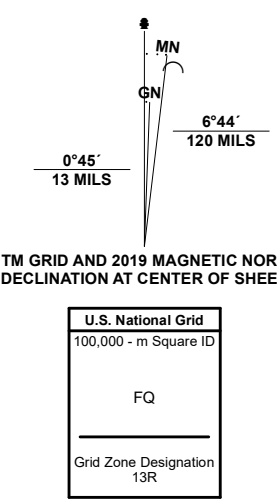 MN
GN
6°44´
120 MILS
0°45´
13 MILS
TM GRID AND 2019 MAGNETIC NOR
DECLINATION AT CENTER OF SHEE
U.S. National Grid
100,000 - m Square ID
FQ
Grid Zone Designation
13R